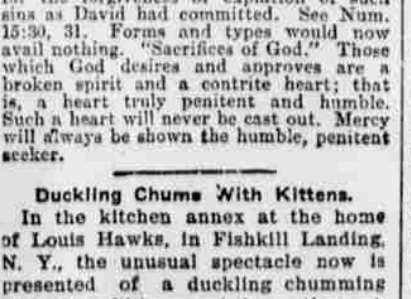 sins as David had committed. See Num.
15:30, 31. Forms and types would now
avail nothing. "Sacrifices of God." Those
which God desires and approves are a
broken spirit and a contrite heart; that
is, a heart truly penitent and humble.
Such a heart will never be cast out. Mercy
will always be shown the humble, penitent
seeker.
Duckling Chums With Kittens.
In the kitchen annex at the home
of Louis Hawks, in Fishkill Landing,
N. Y., the unusual spectacle now is
presented of a duckling chumming